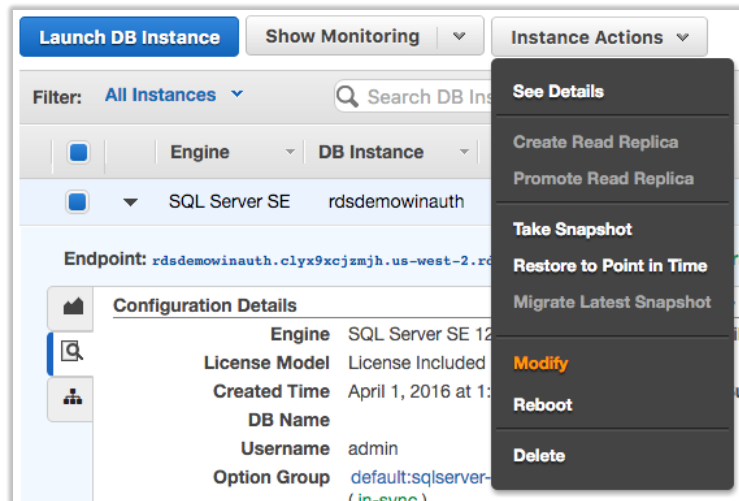 Launch DB Instance Show Monitoring Instance Actions
Filter: All Instances Search DB Ins
Engine DB Instance
SQL Server SE rdsdemowinauth
Endpoint: rdsdemowinauth.clyx9xcjzmjh.us-west-2.rd
Configuration Details
Engine SQL Server SE 12
License Model License Included
Created Time April 1, 2016 at 1:
DB Name
Username admin
Option Group default:sqlserver-
( in-sync )
See Details
Create Read Replica
Promote Read Replica
Take Snapshot
Restore to Point in Time
Migrate Latest Snapshot
Modify
Reboot
Delete